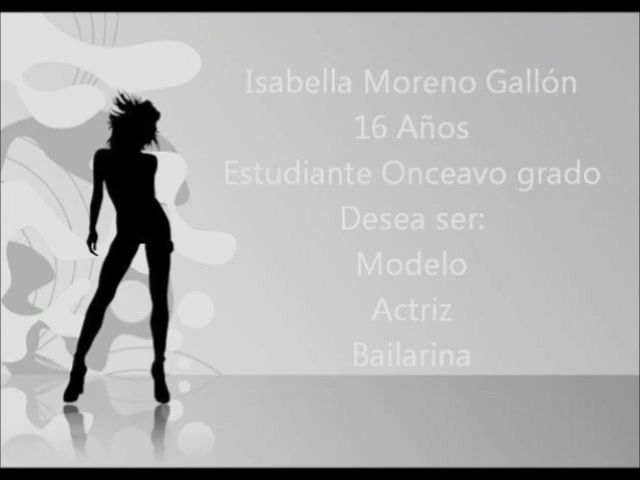 Isabella Moreno Gallón
16 Años
Estudiante Onceavo grado
Desea ser:
Modelo
Actriz
Bailarina